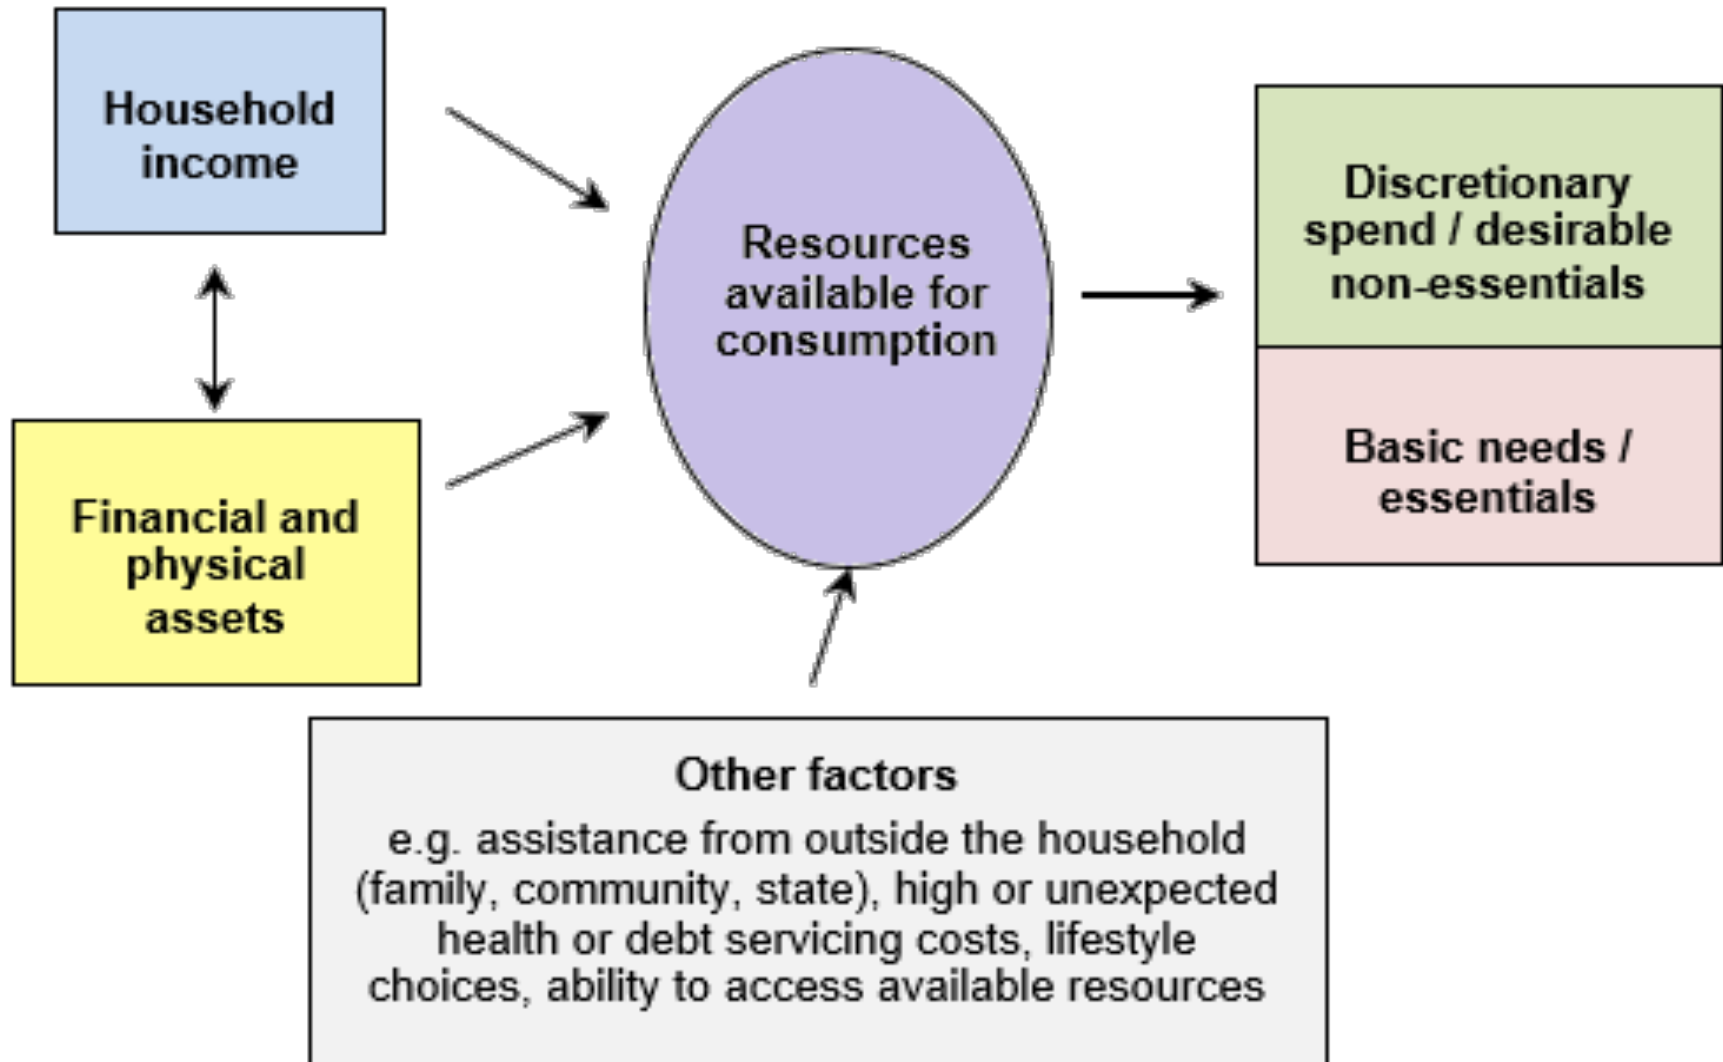 Household
income
Financial and
physical
assets
Resources
available for
consumption
Discretionary
spend / desirable
non-essentials
Basic needs /
essentials
Other factors
e.g. assistance from outside the household
(family, community, state), high or unexpected
health or debt servicing costs, lifestyle
choices, ability to access available resources